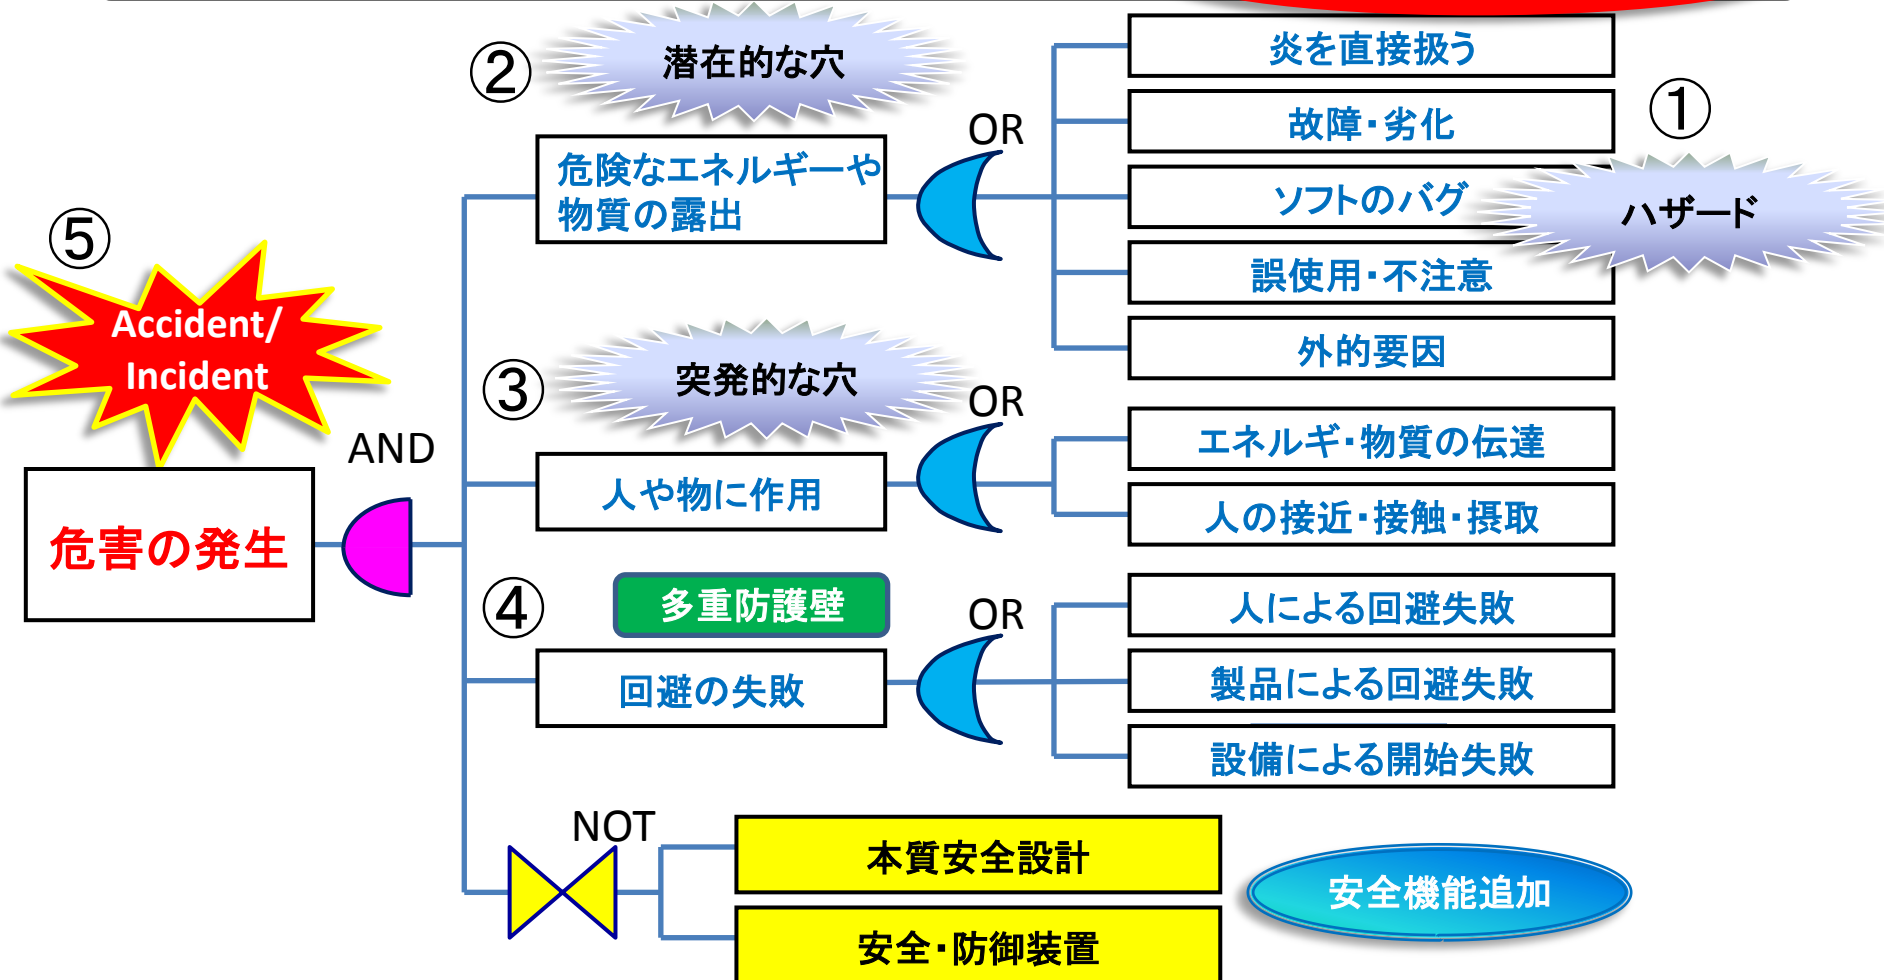 ②
潜在的な穴
炎を直接扱う
①
OR
故障・劣化
危険なエネルギーや
物質の露出
ソフトのバグ
ハザード
⑤
誤使用・不注意
Accident/
Incident
外的要因
③
突発的な穴
OR
AND
エネルギ・物質の伝達
人や物に作用
人の接近・接触・摂取
危害の発生
④
多重防護壁
OR
人による回避失敗
回避の失敗
製品による回避失敗
設備による開始失敗
NOT
本質安全設計
安全機能追加
安全・防御装置